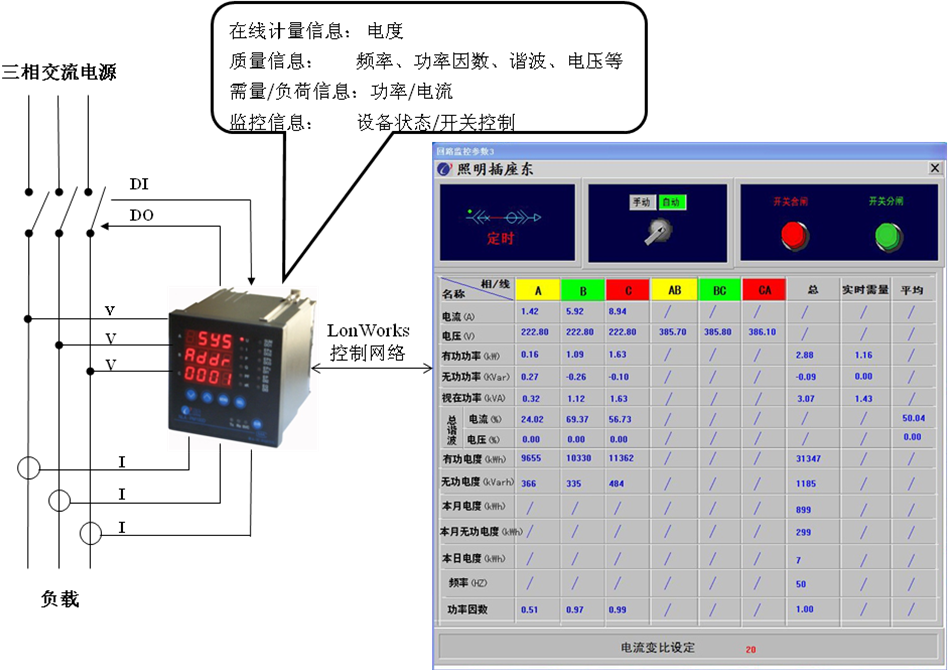 在线计量信息： 电度
质量信息： 频率、功率因数、谐波、电压等
需量/负荷信息：功率/电流
监控信息： 设备状态/开关控制
三相交流电源
DI
DO
V
V
V
LonWorks
控制网络
I
I
I
负载
SYS
Addr
0001
回路监控参数3
照明插座东
定时
手动 自动
开关合闸 开关分闸
相/线
名称 A B C AB BC CA 总 实时需量 平均
电流(A) 1.42 5.92 8.94 / / / / / /
电压(V) 222.80 222.80 222.80 385.70 385.80 386.10 / / /
有功功率(kW) 0.16 1.09 1.63 / / / 2.88 1.16 /
无功功率(KVar) 0.27 -0.26 -0.10 / / / -0.09 0.00 /
视在功率(kVA) 0.32 1.12 1.63 / / / 3.07 1.43 /
总谐波 电流(%) 24.02 69.37 56.73 / / / / / 50.04
电压(%) 0.00 0.00 0.00 / / / / / 0.00
有功电度(kWh) 9655 10330 11362 / / / 31347 / /
无功电度(kVarh) 366 335 484 / / / 1185 / /
本月电度(kWh) / / / / / / 899 / /
本月无功电度(kWh) / / / / / / 299 / /
本日电度(kWh) / / / / / / 7 / /
频率(HZ) / / / / / / 50 / /
功率因数 0.51 0.97 0.99 / / / 1.00 / /
电流变比设定 20